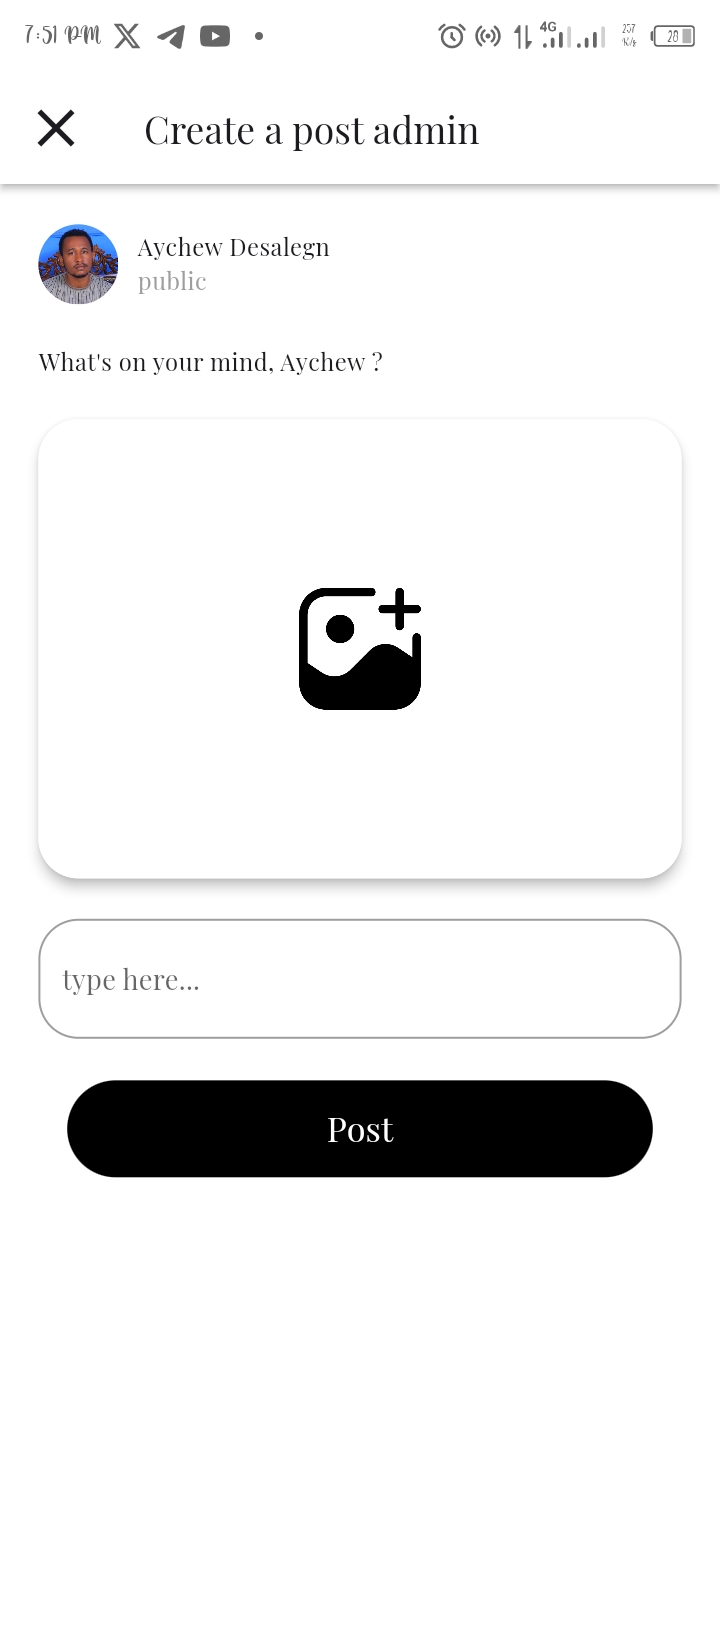 7:51 PM
4G
257
K/s
28
Create a post admin
Aychew Desalegn
public
What's on your mind, Aychew ?
type here...
Post